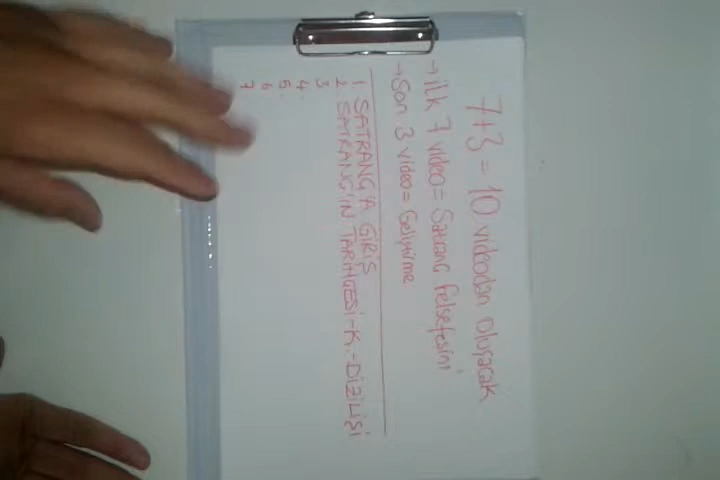 7+3 = 10 videodan oluşacak
→ilk 7 video= Satranç felsefesini
→Son 3 video= Geliştirme
1. SATRANÇ'A GİRİŞ
2. SATRANÇ'IN TARİHÇESİ-K.-DİZİLİŞİ
3
4.
5.
6.
7